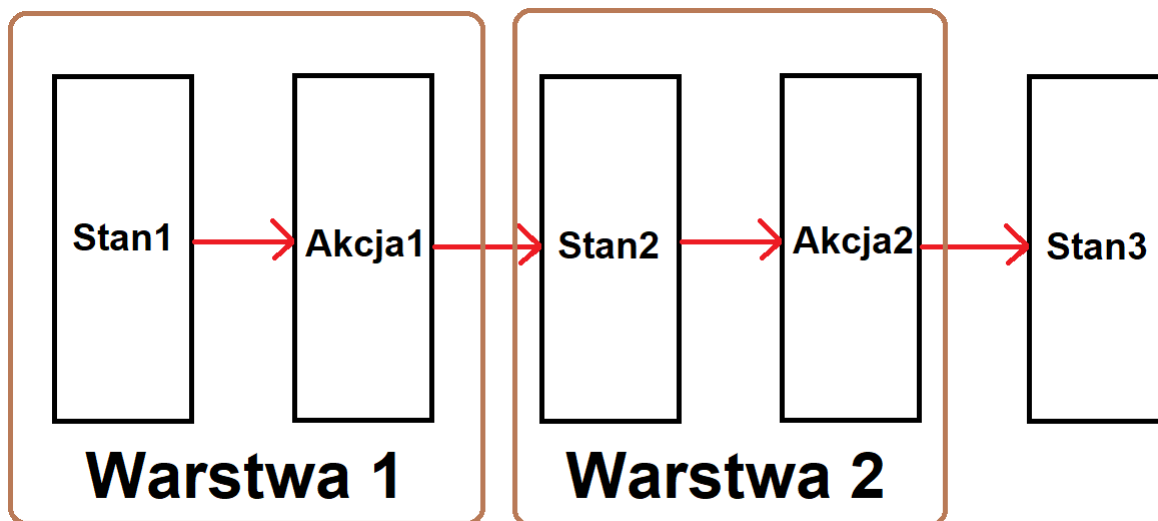 Stan1
Akcja1
Stan2
Akcja2
Stan3
Warstwa 1
Warstwa 2